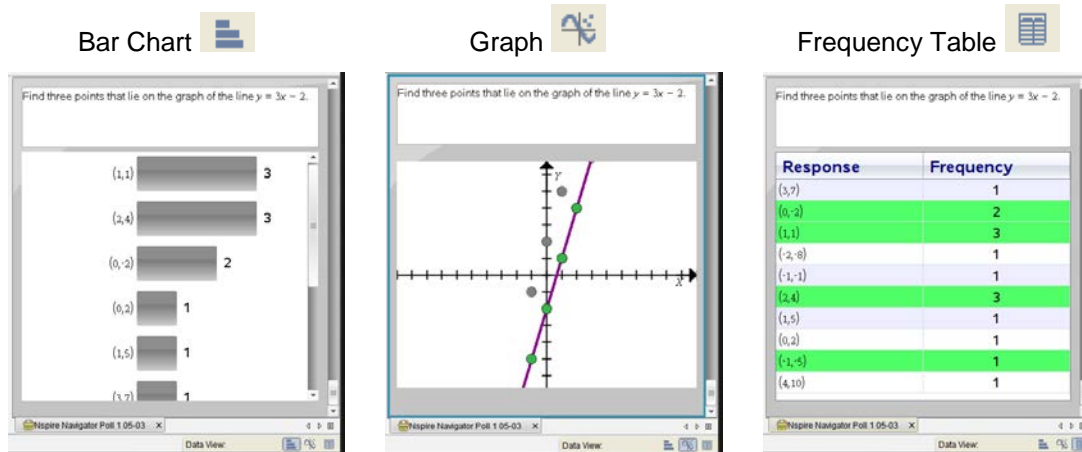 Bar Chart
Graph
Frequency Table
Find three points that lie on the graph of the line y = 3x − 2.
(1,1) 3
(2,4) 3
(0,-2) 2
(0,2) 1
(1,5) 1
(3,7) 1
Nspire Navigator Poll 1 05-03 x
Data View:
Find three points that lie on the graph of the line y = 3x − 2.
Y
X
Nspire Navigator Poll 1 05-03 x
Data View:
Find three points that lie on the graph of the line y = 3x − 2.
Response Frequency
(3,7) 1
(0,-2) 2
(1,1) 3
(-2,-8) 1
(-1,-1) 1
(2,4) 3
(1,5) 1
(0,2) 1
(-1,-5) 1
(4,10) 1
Nspire Navigator Poll 1 05-03 x
Data View: